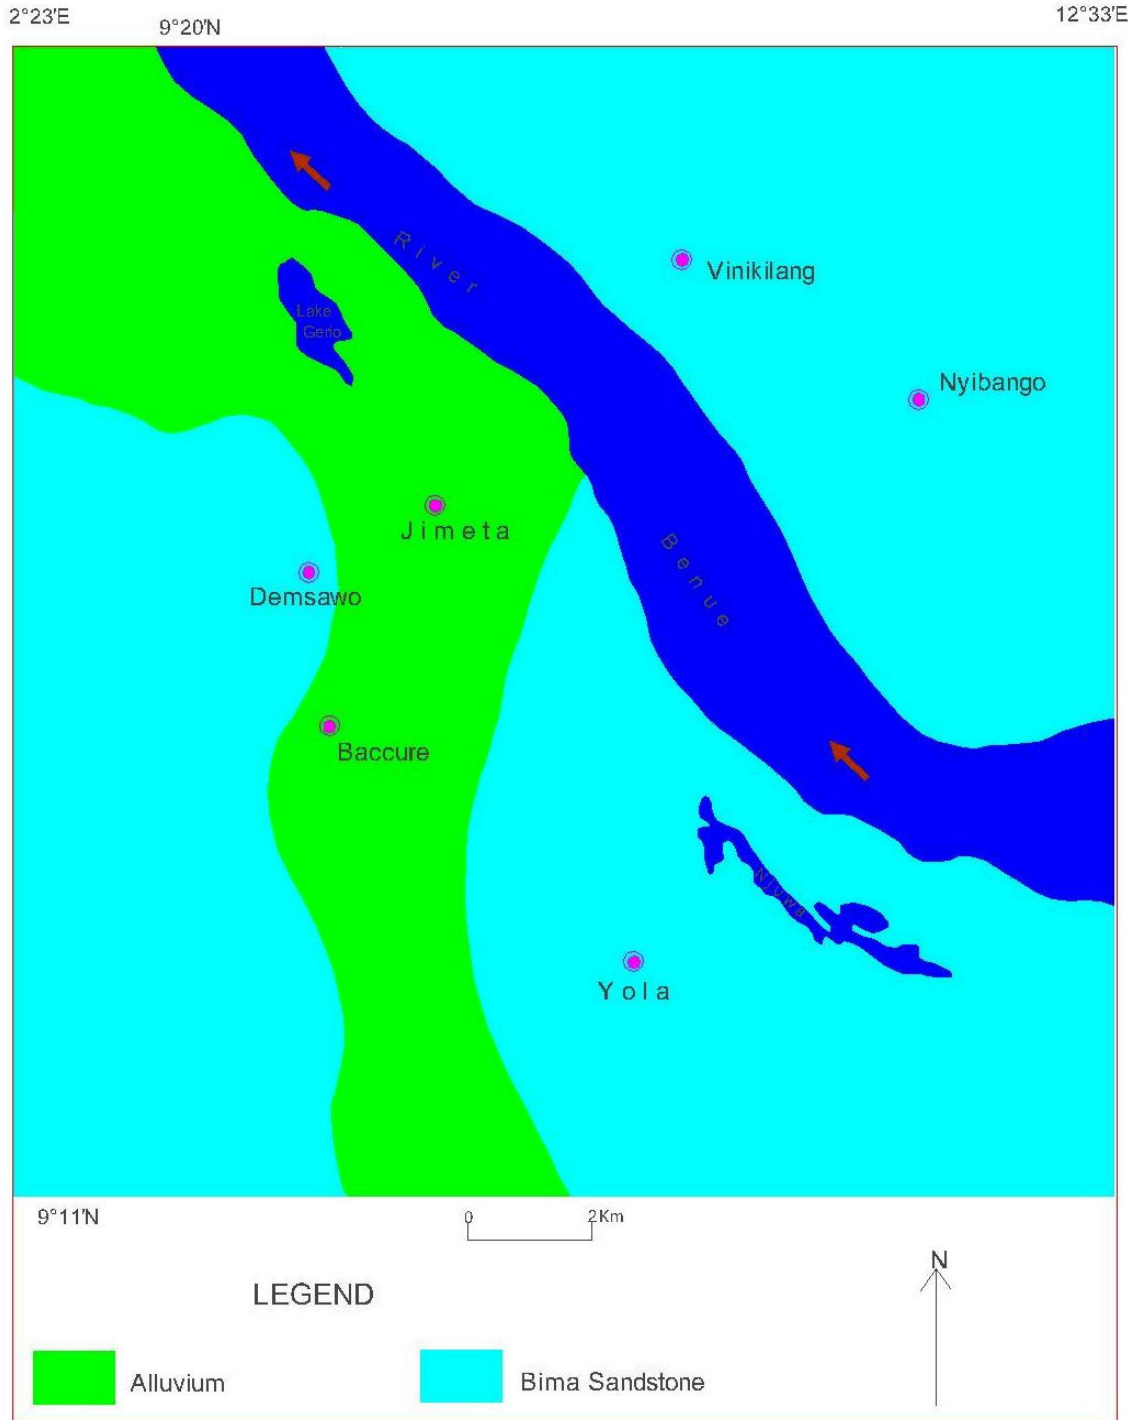 2°23'E
12°33'E
9°20'N
River
Vinikilang
Lake
Gerio
Nyibango
Jimeta
Benue
Demsawo
Baccure
Njuwa
Yola
9°11'N
0 2Km
N
LEGEND
Alluvium
Bima Sandstone